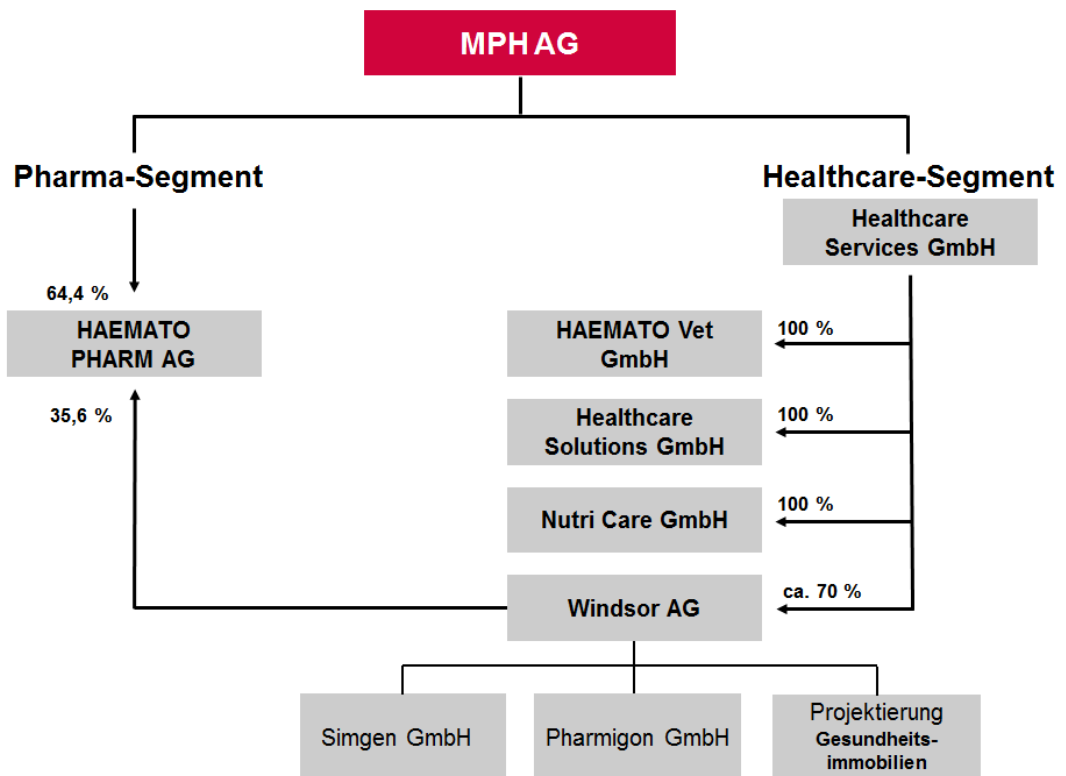 MPH AG
Pharma-Segment
Healthcare-Segment
Healthcare
Services GmbH
64,4 %
HAEMATO
PHARM AG
35,6 %
HAEMATO Vet
GmbH
100 %
Healthcare
Solutions GmbH
100 %
Nutri Care GmbH
100 %
Windsor AG
ca. 70 %
Simgen GmbH
Pharmigon GmbH
Projektierung
Gesundheits-
immobilien